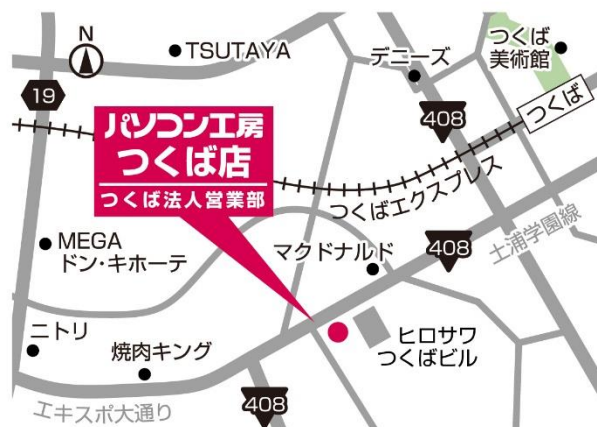 N
TSUTAYA
デニーズ
つくば
美術館
19
408
つくば
パソコン工房
つくば店
つくば法人営業部
つくばエクスプレス
土浦学園線
MEGA
ドン・キホーテ
マクドナルド
408
ニトリ
焼肉キング
ヒロサワ
つくばビル
エキスポ大通り
408